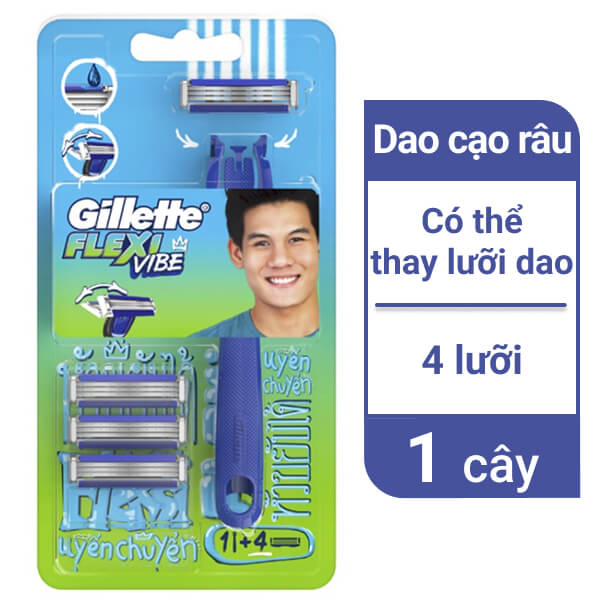 Gillette®
FLEXI
VIBE
uyển
chuyển
uyển chuyển
1 + 4
Dao cạo râu
Có thể
thay lưỡi dao
4 lưỡi
1 cây